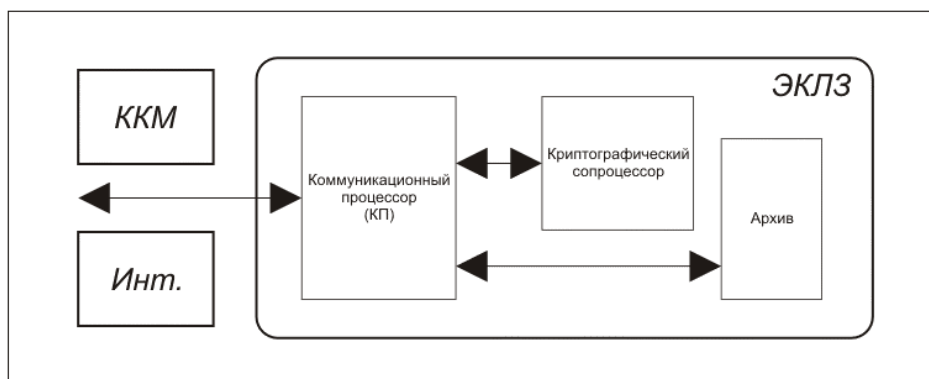 ЭКЛЗ
ККМ
Коммуникационный
процессор
(КП)
Криптографический
сопроцессор
Архив
Инт.